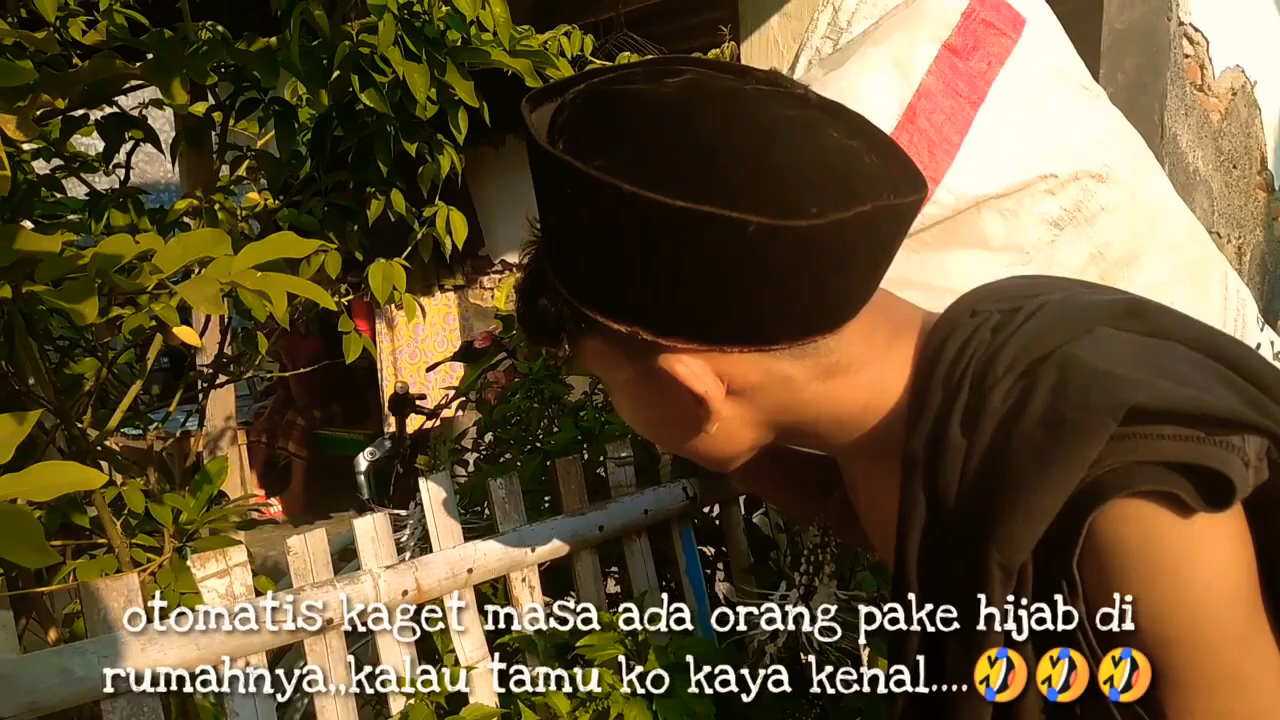 otomatis kaget masa ada orang pake hijab di
rumahnya,,kalau tamu ko kaya kenal....🤣🤣🤣